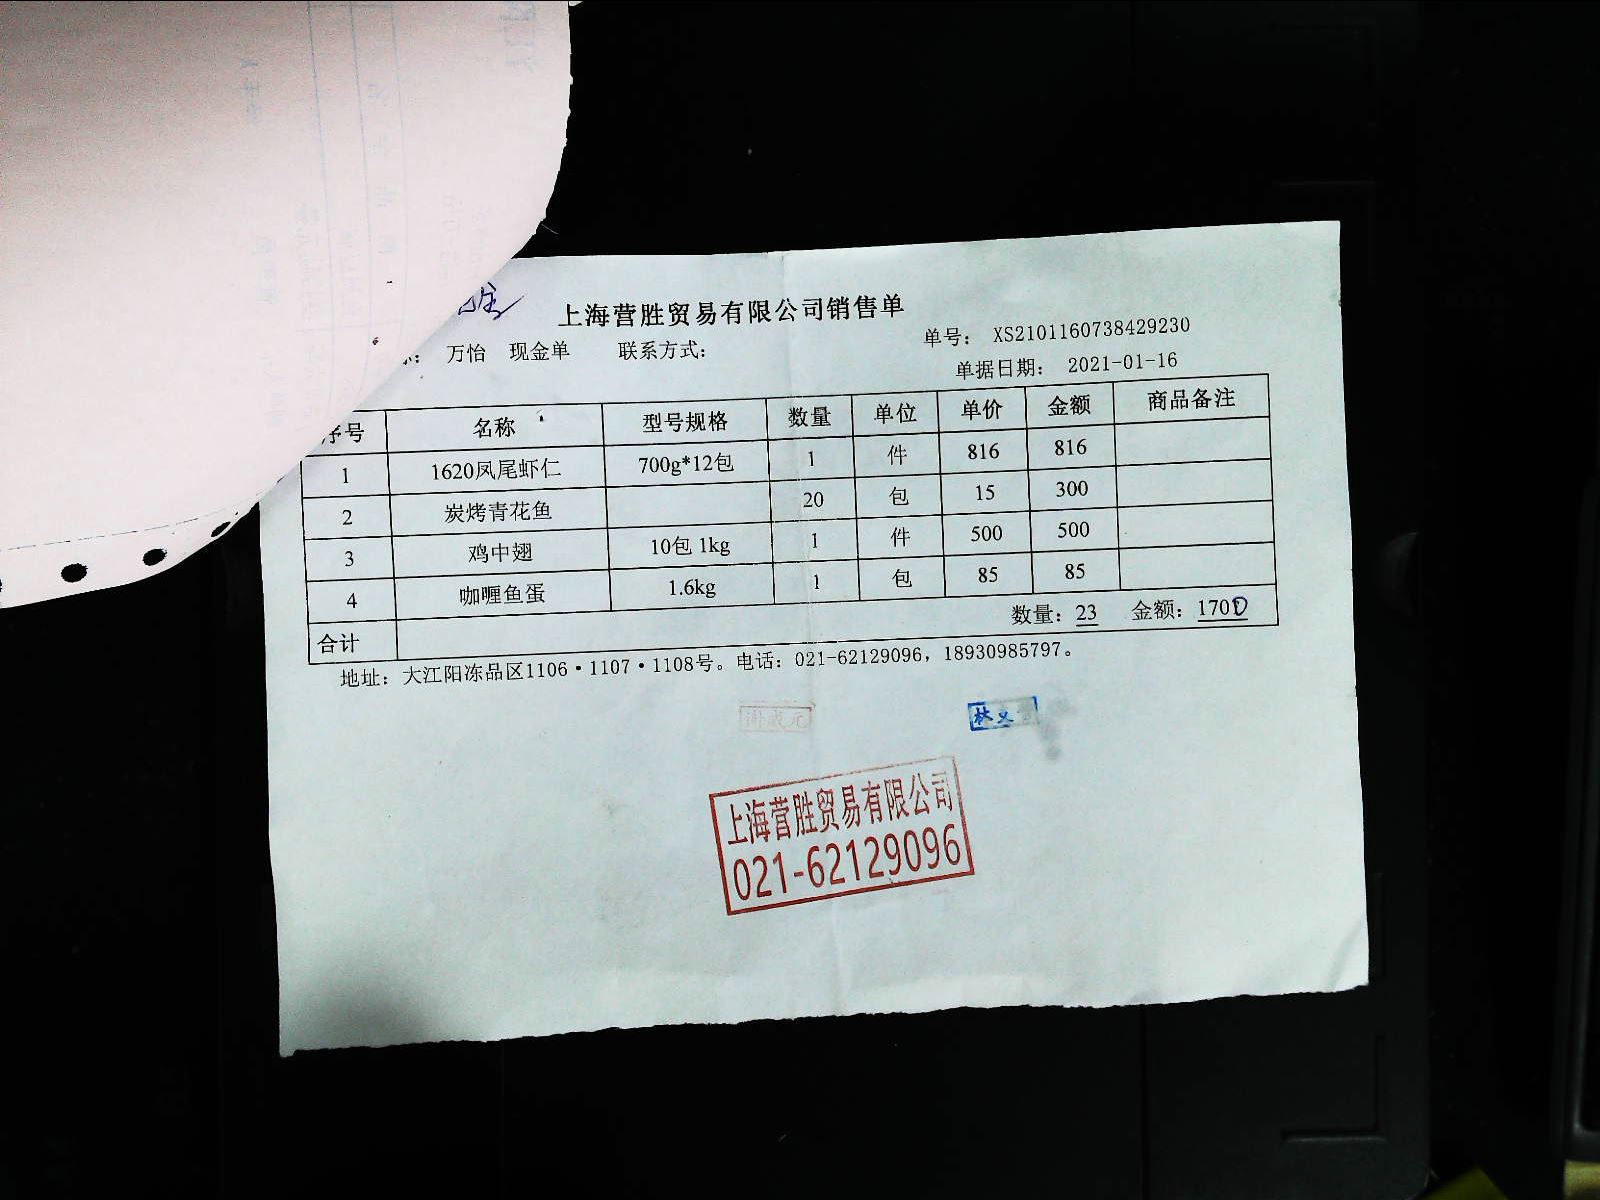 上海营胜贸易有限公司销售单
单号： XS2101160738429230
万怡 现金单 联系方式：
单据日期： 2021-01-16
序号 名称 型号规格 数量 单位 单价 金额 商品备注
1 1620凤尾虾仁 700g*12包 1 件 816 816
2 炭烤青花鱼 20 包 15 300
3 鸡中翅 10包 1kg 1 件 500 500
4 咖喱鱼蛋 1.6kg 1 包 85 85
合计 数量：23 金额：1700
地址：大江阳冻品区1106·1107·1108号。电话：021-62129096，18930985797。
上海营胜贸易有限公司
021-62129096